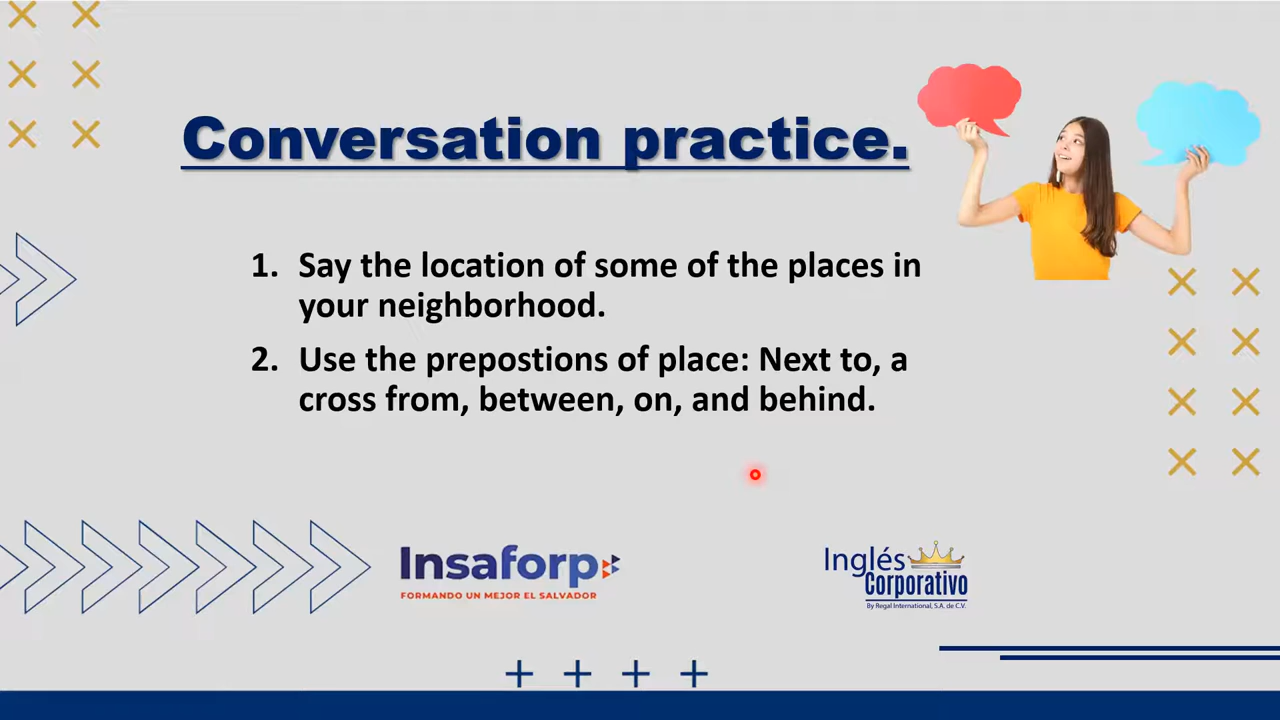 Conversation practice.
1. Say the location of some of the places in
your neighborhood.
2. Use the prepostions of place: Next to, a
cross from, between, on, and behind.
Insaforp
FORMANDO UN MEJOR EL SALVADOR
Inglés
Corporativo
By Regal International, S.A. de C.V.